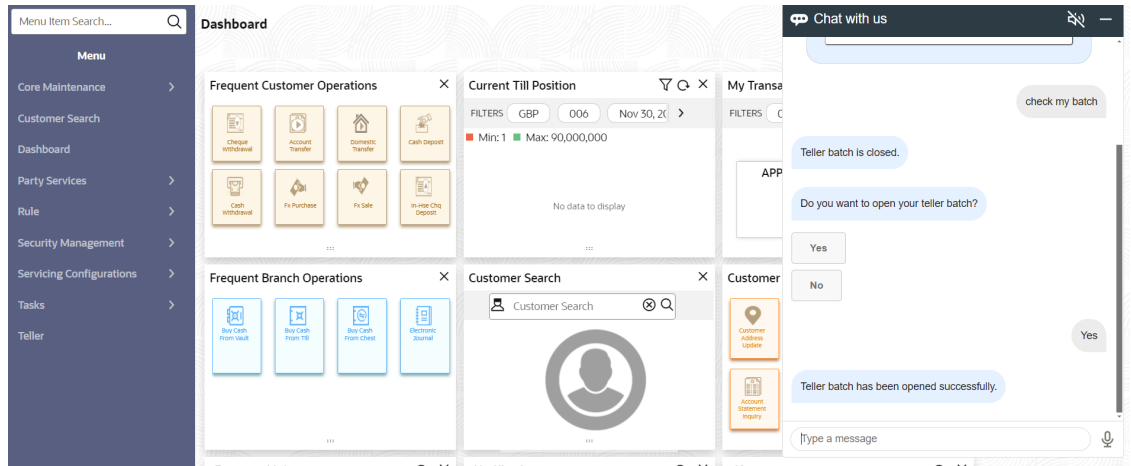 Menu Item Search...
Menu
Core Maintenance
Customer Search
Dashboard
Party Services
Rule
Security Management
Servicing Configurations
Tasks
Teller
Dashboard
Frequent Customer Operations
Cheque
Withdrawal
Account
Transfer
Domestic
Transfer
Cash Deposit
Cash
Withdrawal
Fx Purchase
Fx Sale
In-Hse Chq
Deposit
Current Till Position
FILTERS GBP 006 Nov 30, 20
Min: 1 Max: 90,000,000
No data to display
My Transa
FILTERS
APP
Frequent Branch Operations
Buy Cash
From Vault
Buy Cash
From Till
Buy Cash
From Chest
Electronic
Journal
Customer Search
Customer Search
Customer
Customer
Address
Update
Account
Statement
Inquiry
Chat with us
check my batch
Teller batch is closed.
Do you want to open your teller batch?
Yes
No
Yes
Teller batch has been opened successfully.
Type a message